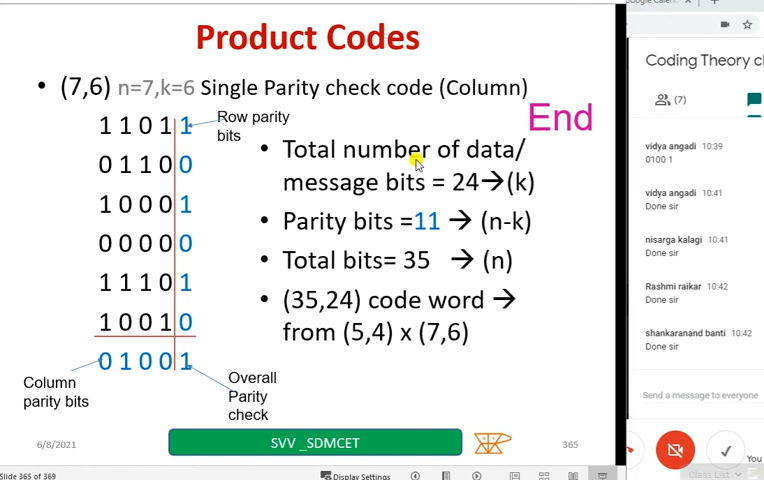 Product Codes
• (7,6) n=7,k=6 Single Parity check code (Column)
End
1 1 0 1 1
0 1 1 0 0
1 0 0 0 1
0 0 0 0 0
1 1 1 0 1
1 0 0 1 0
0 1 0 0 1
Row parity
bits
Column
parity bits
Overall
Parity
check
• Total number of data/
message bits = 24→(k)
• Parity bits =11 → (n-k)
• Total bits= 35 → (n)
• (35,24) code word →
from (5,4) x (7,6)
6/8/2021
SVV _SDMCET
365
Slide 365 of 369
Display Settings
Coding Theory cl
(7)
vidya angadi 10:39
0100 1
vidya angadi 10:41
Done sir
nisarga kalagi 10:41
Done sir
Rashmi raikar 10:42
Done sir
shankaranand banti 10:42
Done sir
Send a message to everyone
You
Class List